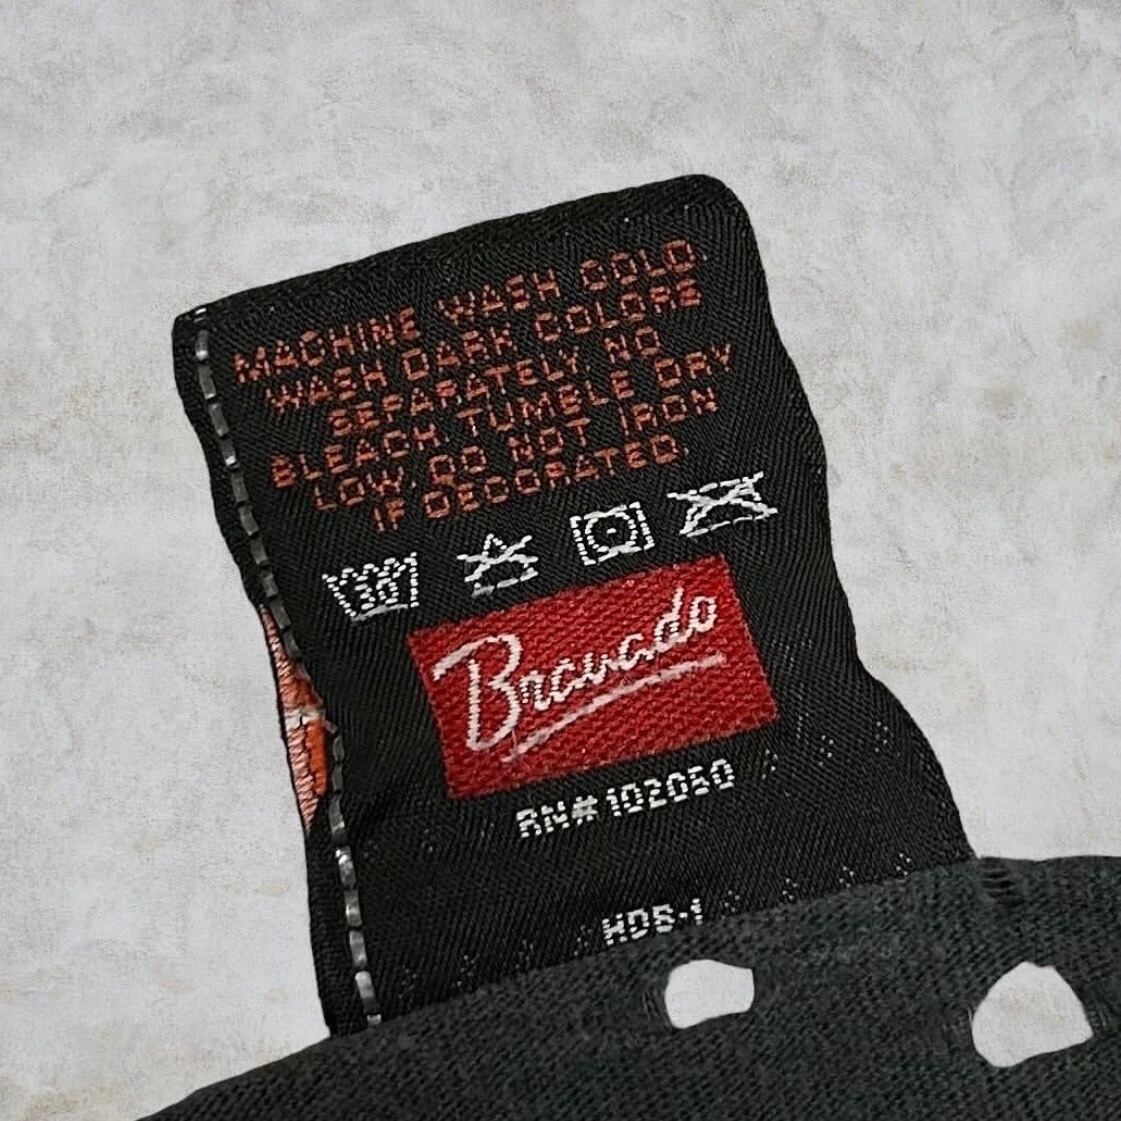 MACHINE WASH COLD.
WASH DARK COLORS
SEPARATELY. NO
BLEACH. TUMBLE DRY
LOW. DO NOT IRON
IF DECORATED.
30°
Bravado
RN# 102050
HDS-1